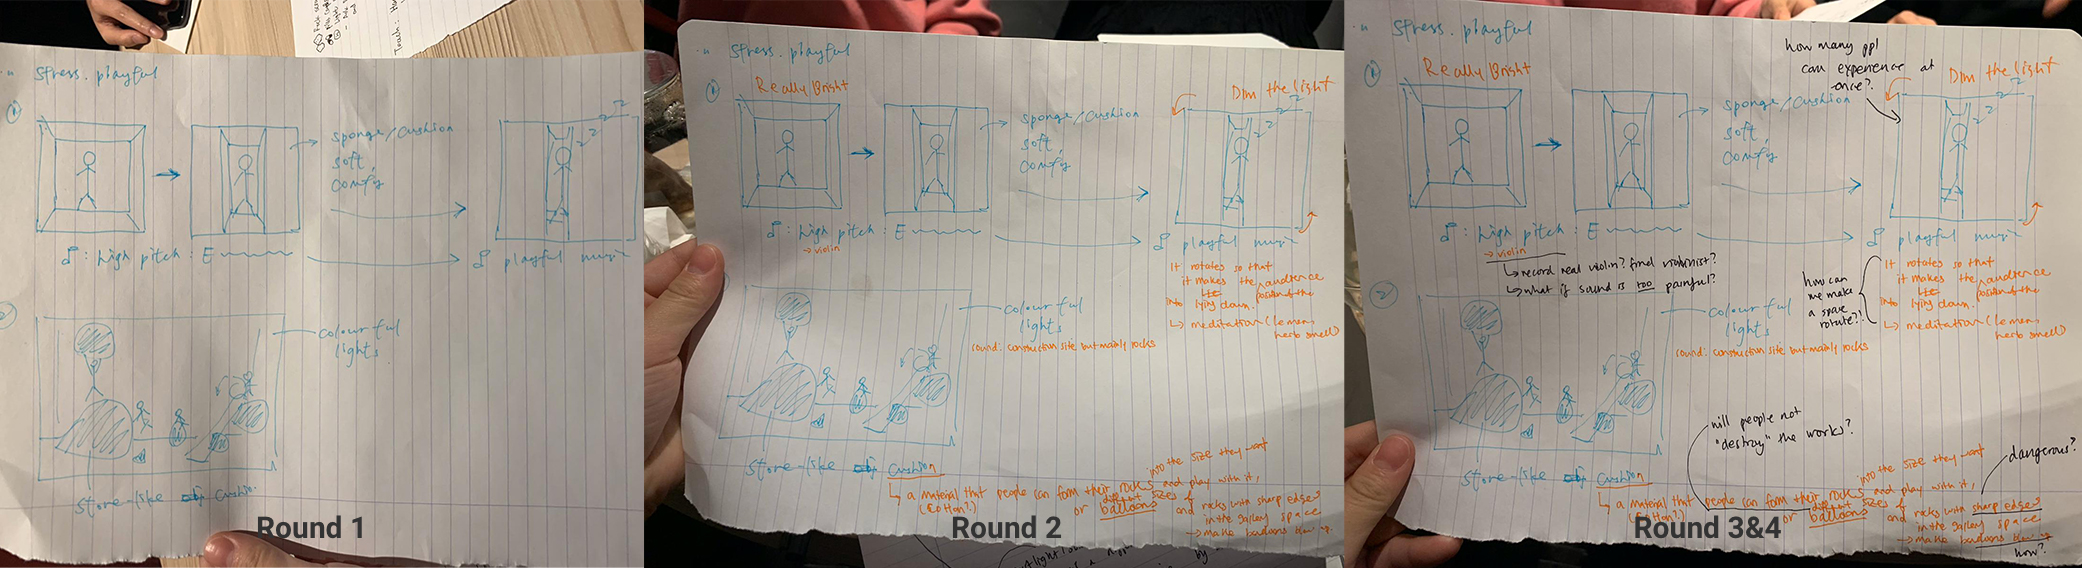 Stress. playful
①
sponge/cushion
soft,
comfy
: high pitch : E
playful music
②
colourful
lights
stone-like cushion.
Round 1
Stress. playful
①
Really Bright
Dim the light
sponge/cushion
soft,
comfy
: high pitch : E
→ violin
playful music
It rotates so that
it makes the audience
position of the
into lying down.
↳ meditation (lemon,
herb smell)
colourful
lights
sound: construction site but mainly rocks
stone-like cushion
into the size they want
↳ a material that people can form their rocks and play with it,
(cotton?)
different sizes of
or balloons and rocks with sharp edges
in the gallery space
→ make balloons
Round 2
Stress. playful
①
how many ppl
can experience at
once?
Really Bright
Dim the light
sponge/cushion
soft,
comfy
: high pitch : E
→ violin
↳ record real violin? find violinist?
↳ what if sound is too painful?
playful music
how can
we make
a space
rotate?!
It rotates so that
it makes the audience
position of the
into lying down.
↳ meditation (lemon,
herb smell)
②
colourful
lights
sound: construction site but mainly rocks
will people not
"destroy" the works?
dangerous?
stone-like cushion
into the size they want
↳ a material that people can form their rocks and play with it,
(cotton?)
different sizes of
or balloons and rocks with sharp edges
in the gallery space
→ make balloons
how?
Round 3&4